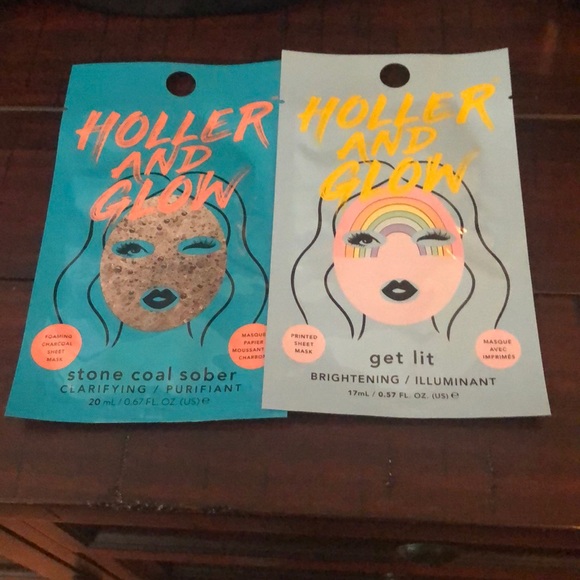 HOLLER
AND
GLOW
FOAMING
CHARCOAL
SHEET
MASK
MASQUE
PAPIER
MOUSSANT
CHARBON
stone coal sober
CLARIFYING / PURIFIANT
20 mL / 0.67 FL. OZ. (US) e
HOLLER
AND
GLOW
PRINTED
SHEET
MASK
MASQUE
AVEC
IMPRIMÉS
get lit
BRIGHTENING / ILLUMINANT
17mL / 0.57 FL. OZ. (US) e